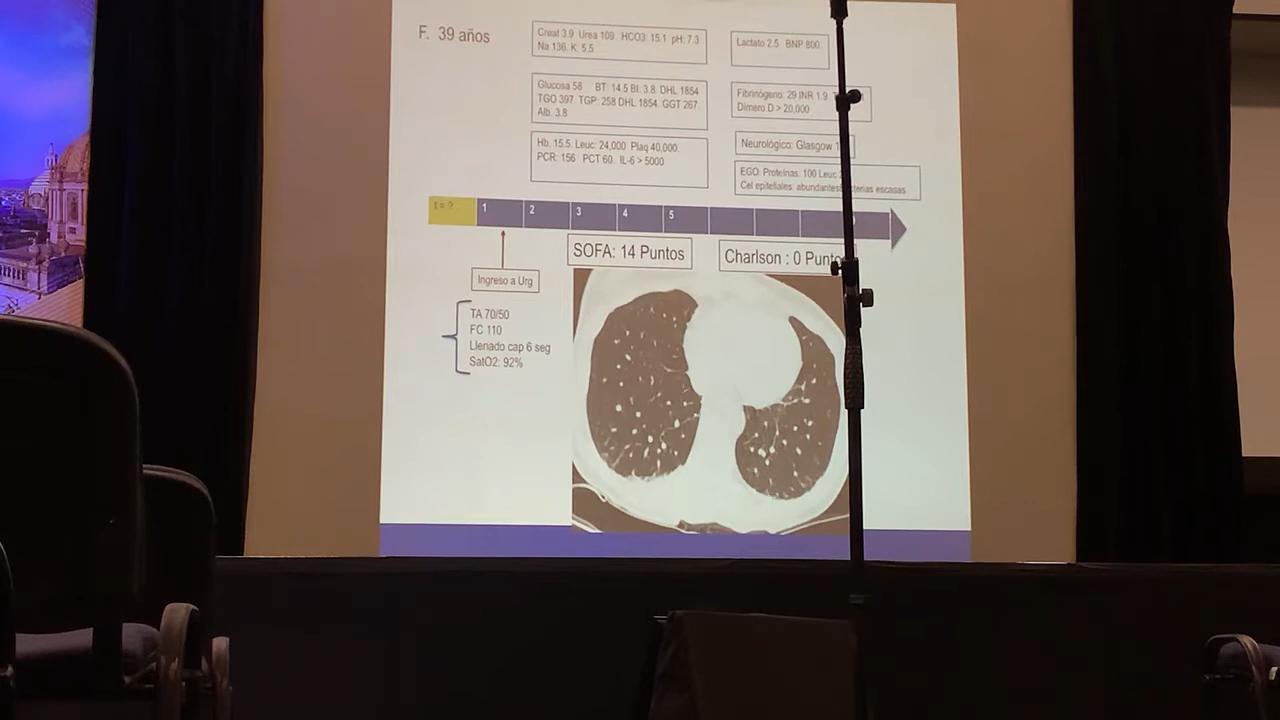 F. 39 años
Creat 3.9 Urea 109. HCO3: 15.1 pH: 7.3
Na 136. K. 5.5
Lactato 2.5 BNP 800.
Glucosa 58 BT: 14.5 BI: 3.8. DHL 1854
TGO 397. TGP: 258 DHL 1854. GGT 267.
Alb. 3.8
Fibrinógeno: 29 INR 1.9
Dímero D > 20,000
Hb. 15.5. Leuc: 24,000 Plaq 40,000.
PCR: 156 PCT 60. IL-6 > 5000
Neurológico: Glasgow
EGO: Proteinas: 100 Leuc
Cel epiteliales: abundantes escasas
t = ?
1 2 3 4 5
SOFA: 14 Puntos
Charlson : 0
Ingreso a Urg
TA 70/50
FC 110
Llenado cap 6 seg
SatO2: 92%